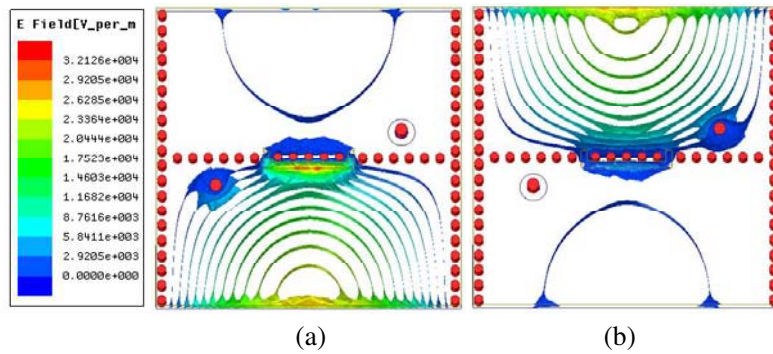 E Field[V_per_m
3.2126e+004
2.9205e+004
2.6285e+004
2.3364e+004
2.0444e+004
1.7523e+004
1.4603e+004
1.1682e+004
8.7616e+003
5.8411e+003
2.9205e+003
0.0000e+000
(a)
(b)